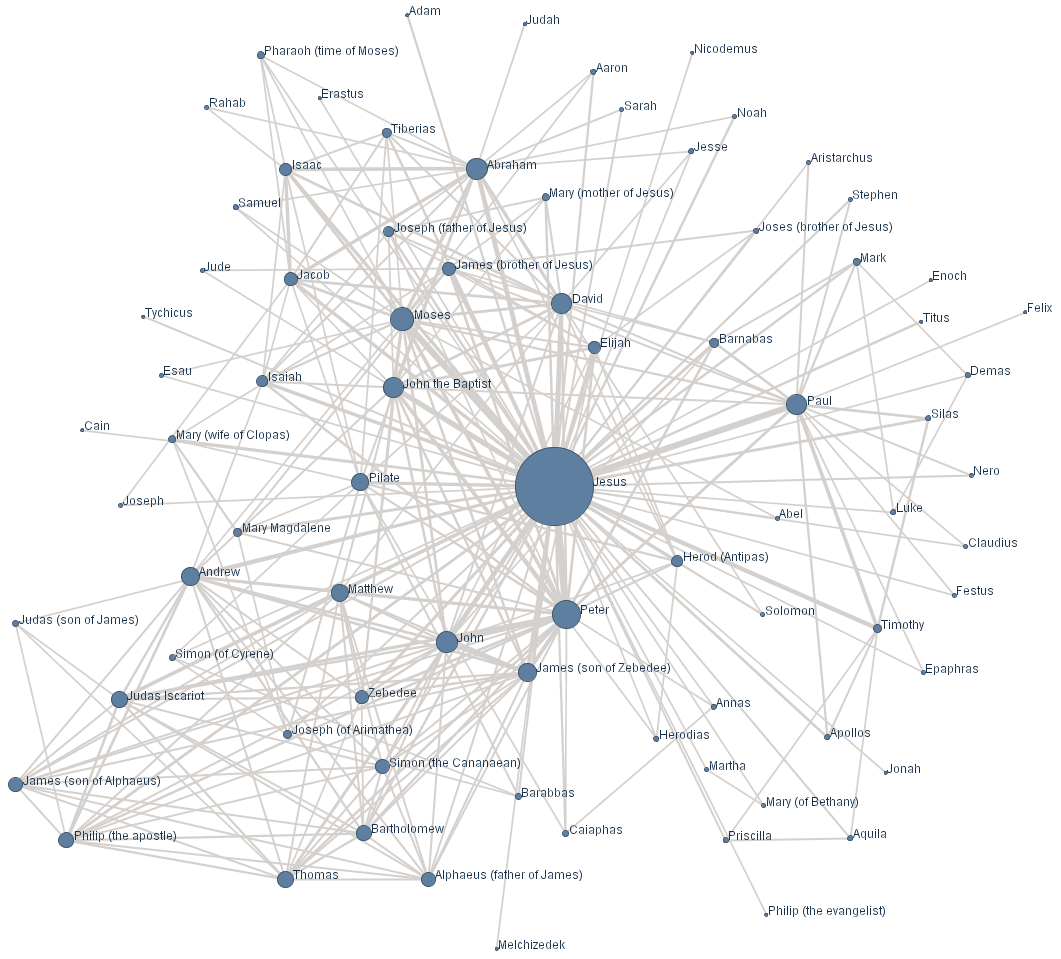 Adam
Judah
Nicodemus
Pharaoh (time of Moses)
Aaron
Erastus
Rahab
Sarah
Noah
Tiberias
Jesse
Aristarchus
Isaac
Abraham
Mary (mother of Jesus)
Stephen
Samuel
Joseph (father of Jesus)
Joses (brother of Jesus)
Mark
Jude
James (brother of Jesus)
Jacob
Enoch
David
Felix
Tychicus
Moses
Titus
Elijah
Barnabas
Esau
Isaiah
John the Baptist
Demas
Paul
Silas
Cain
Mary (wife of Clopas)
Nero
Pilate
Jesus
Joseph
Luke
Abel
Mary Magdalene
Claudius
Herod (Antipas)
Andrew
Matthew
Festus
Peter
Solomon
Judas (son of James)
Timothy
John
Simon (of Cyrene)
James (son of Zebedee)
Epaphras
Judas Iscariot
Zebedee
Annas
Joseph (of Arimathea)
Herodias
Apollos
Simon (the Cananaean)
Martha
Jonah
James (son of Alphaeus)
Barabbas
Mary (of Bethany)
Philip (the apostle)
Bartholomew
Caiaphas
Priscilla
Aquila
Thomas
Alphaeus (father of James)
Philip (the evangelist)
Melchizedek